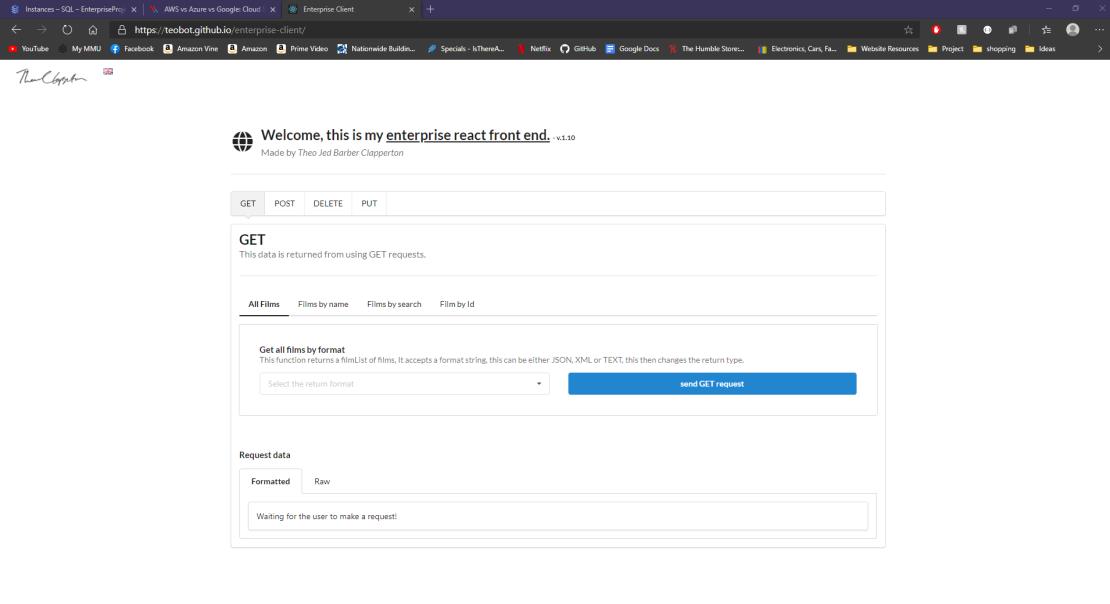 Instances – SQL – EnterpriseProj
AWS vs Azure vs Google: Cloud
Enterprise Client
https://teobot.github.io/enterprise-client/
YouTube
My MMU
Facebook
Amazon Vine
Amazon
Prime Video
Nationwide Buildin...
Specials - IsThereA...
Netflix
GitHub
Google Docs
The Humble Store:...
Electronics, Cars, Fa...
Website Resources
Project
shopping
Ideas
Theo Clapperton
Welcome, this is my enterprise react front end. - v.1.10
Made by Theo Jed Barber Clapperton
GET
POST
DELETE
PUT
GET
This data is returned from using GET requests.
All Films
Films by name
Films by search
Film by Id
Get all films by format
This function returns a filmList of films, It accepts a format string, this can be either JSON, XML or TEXT, this then changes the return type.
Select the return format
send GET request
Request data
Formatted
Raw
Waiting for the user to make a request!